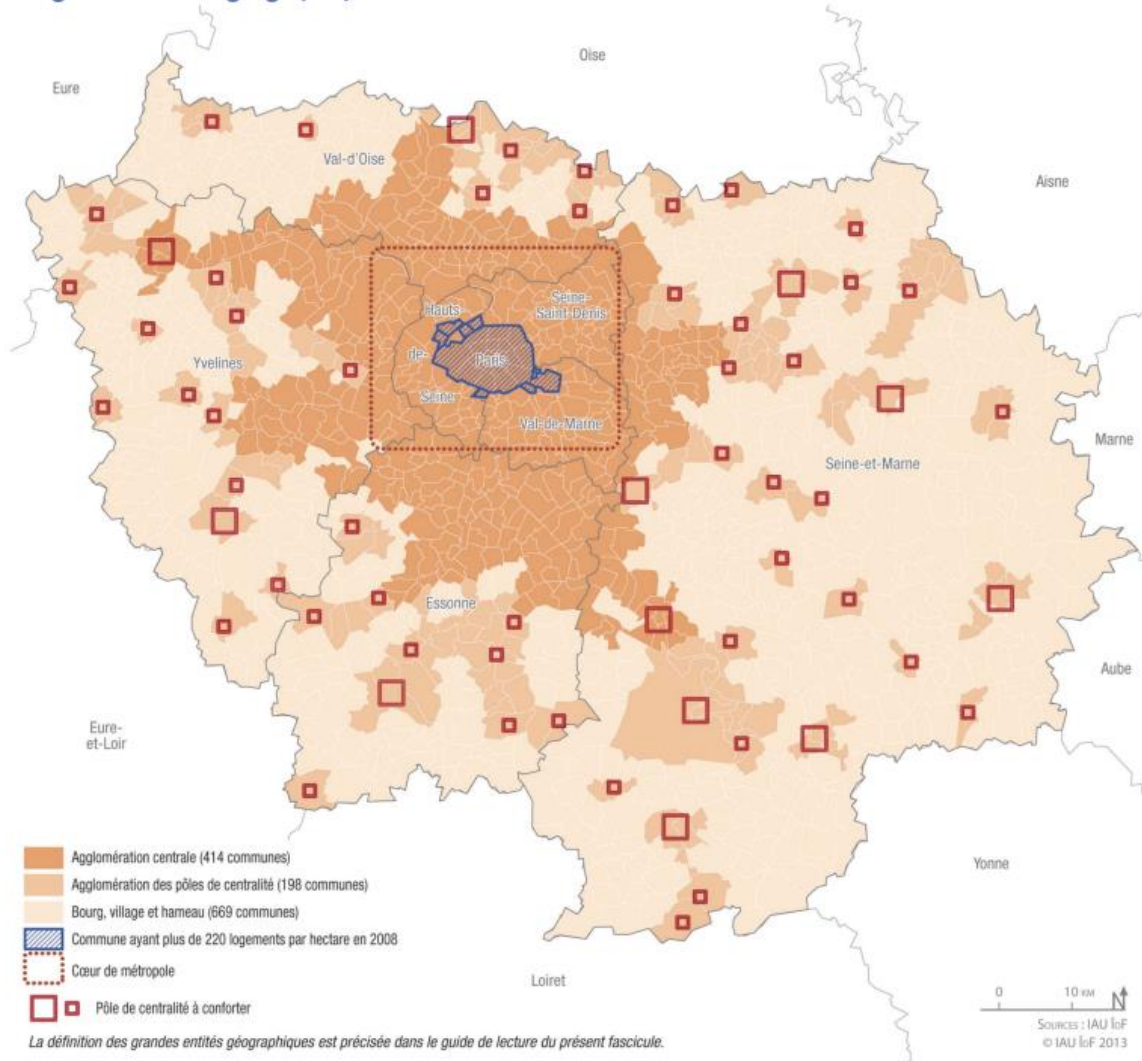 Oise
Eure
Val-d'Oise
Aisne
Hauts-
Seine-
Saint-Denis
de-
Paris
Yvelines
Seine
Val-de-Marne
Marne
Seine-et-Marne
Essonne
Aube
Eure-
et-Loir
Yonne
Loiret
Agglomération centrale (414 communes)
Agglomération des pôles de centralité (198 communes)
Bourg, village et hameau (669 communes)
Commune ayant plus de 220 logements par hectare en 2008
Cœur de métropole
Pôle de centralité à conforter
La définition des grandes entités géographiques est précisée dans le guide de lecture du présent fascicule.
0 10 KM N
SOURCES : IAU îdF
© IAU îdF 2013